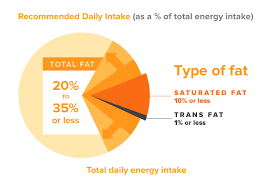 Recommended Daily Intake (as a % of total energy intake)
TOTAL FAT
20%
TO
35%
or less
Type of fat
SATURATED FAT
10% or less
TRANS FAT
1% or less
Total daily energy intake